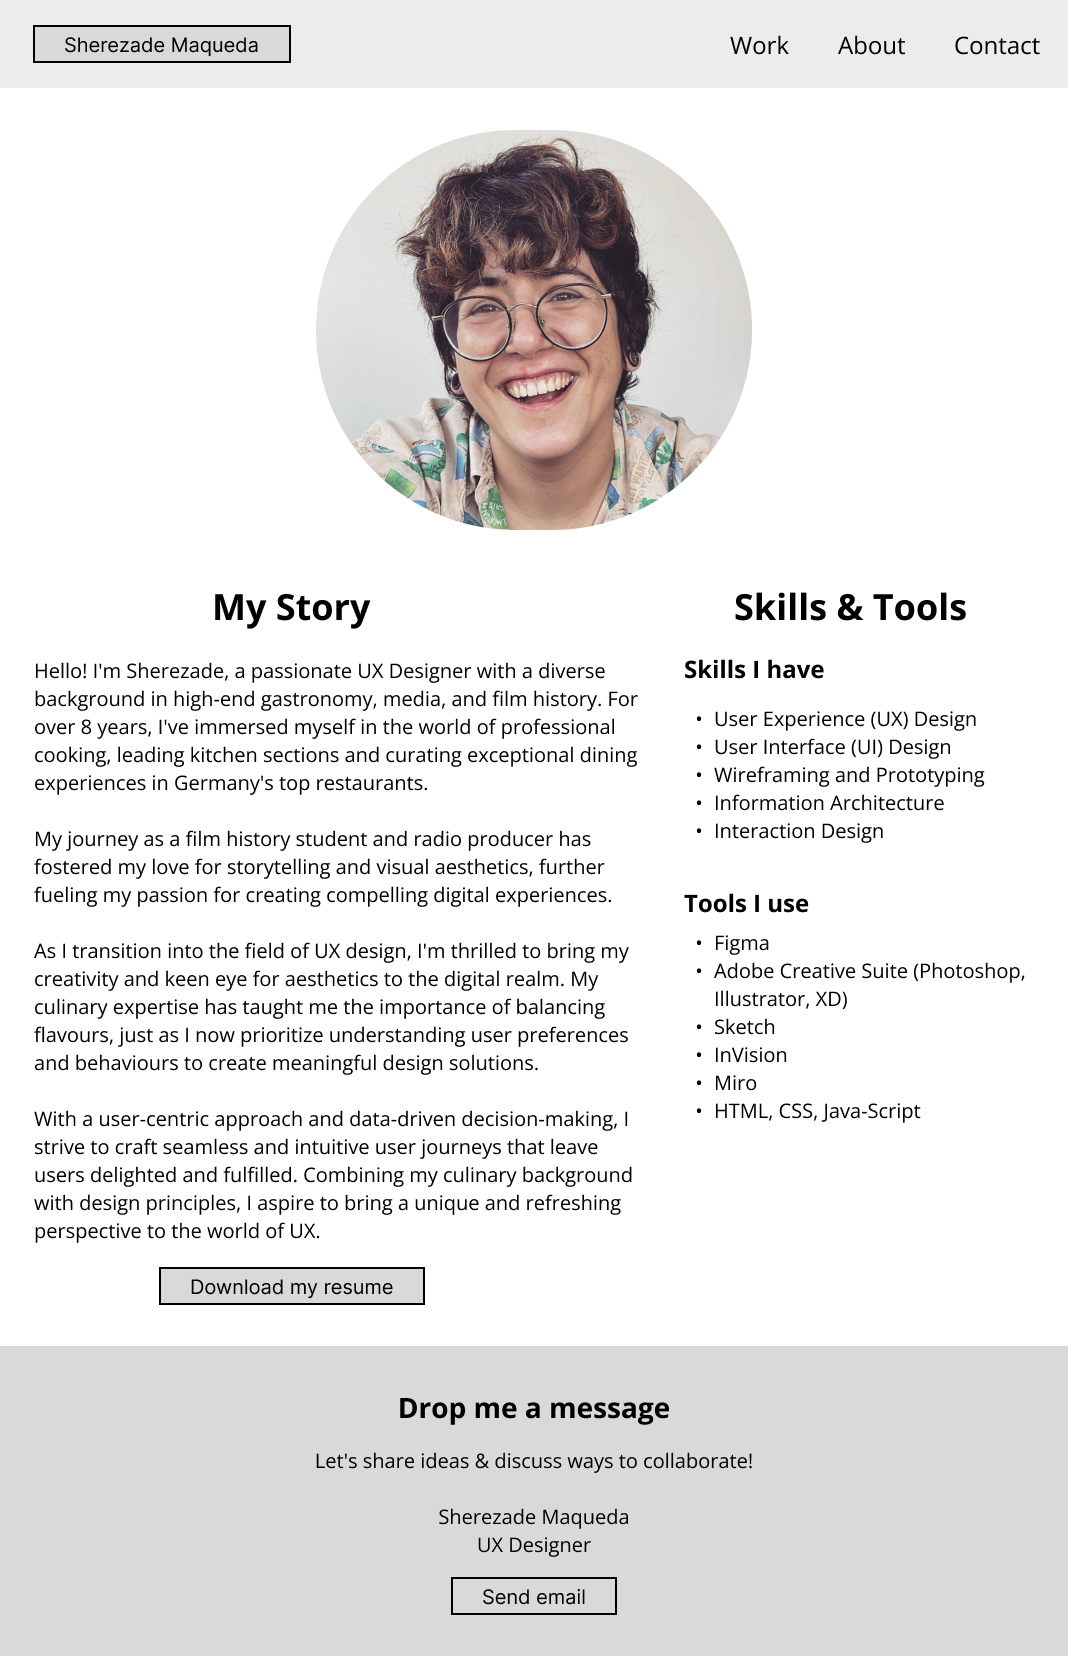 Sherezade Maqueda
Work About Contact
My Story
Hello! I'm Sherezade, a passionate UX Designer with a diverse
background in high-end gastronomy, media, and film history. For
over 8 years, I've immersed myself in the world of professional
cooking, leading kitchen sections and curating exceptional dining
experiences in Germany's top restaurants.
My journey as a film history student and radio producer has
fostered my love for storytelling and visual aesthetics, further
fueling my passion for creating compelling digital experiences.
As I transition into the field of UX design, I'm thrilled to bring my
creativity and keen eye for aesthetics to the digital realm. My
culinary expertise has taught me the importance of balancing
flavours, just as I now prioritize understanding user preferences
and behaviours to create meaningful design solutions.
With a user-centric approach and data-driven decision-making, I
strive to craft seamless and intuitive user journeys that leave
users delighted and fulfilled. Combining my culinary background
with design principles, I aspire to bring a unique and refreshing
perspective to the world of UX.
Download my resume
Skills & Tools
Skills I have
• User Experience (UX) Design
• User Interface (UI) Design
• Wireframing and Prototyping
• Information Architecture
• Interaction Design
Tools I use
• Figma
• Adobe Creative Suite (Photoshop,
Illustrator, XD)
• Sketch
• InVision
• Miro
• HTML, CSS, Java-Script
Drop me a message
Let's share ideas & discuss ways to collaborate!
Sherezade Maqueda
UX Designer
Send email